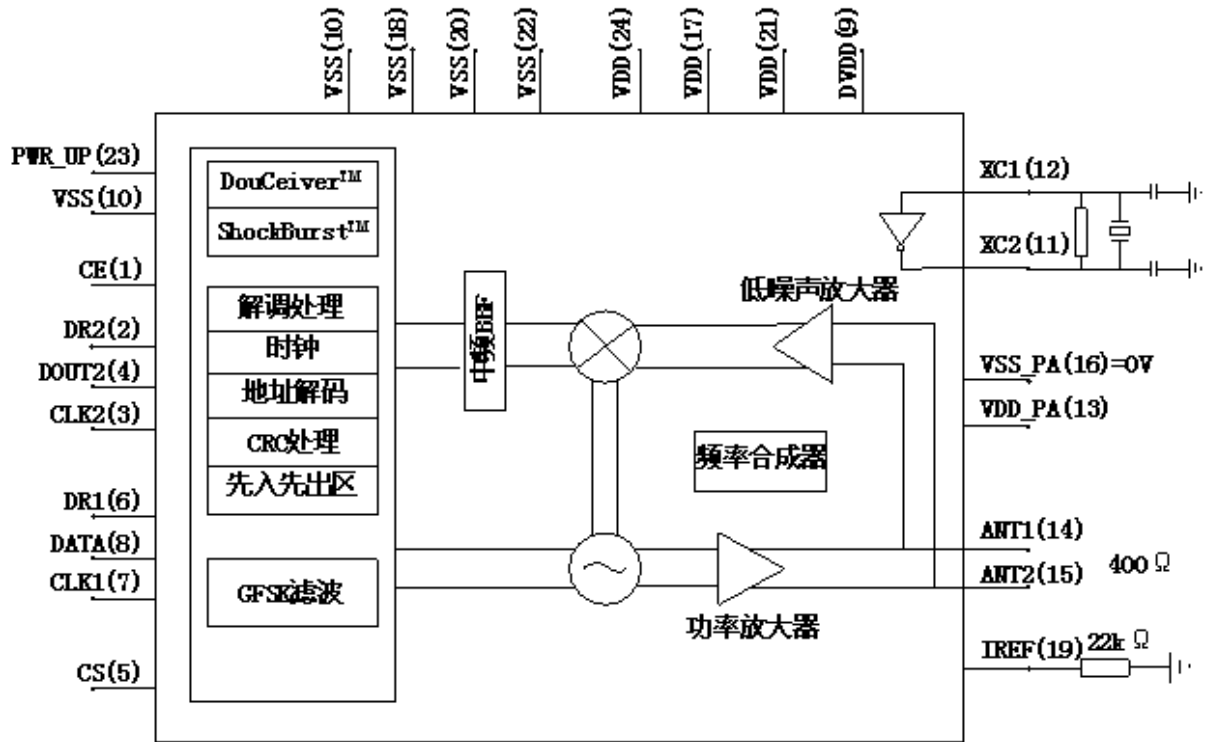 VSS(10)
VSS(18)
VSS(20)
VSS(22)
VDD(24)
VDD(17)
VDD(21)
DVDD(9)
PWR_UP(23)
VSS(10)
CE(1)
DR2(2)
DOUT2(4)
CLK2(3)
DR1(6)
DATA(8)
CLK1(7)
CS(5)
DouCeiver™
ShockBurst™
解调处理
时钟
地址解码
CRC处理
先入先出区
GFSK滤波
中频BBF
低噪声放大器
频率合成器
功率放大器
XC1(12)
XC2(11)
VSS_PA(16)=0V
VDD_PA(13)
ANT1(14)
ANT2(15)
400Ω
IREF(19)
22kΩ